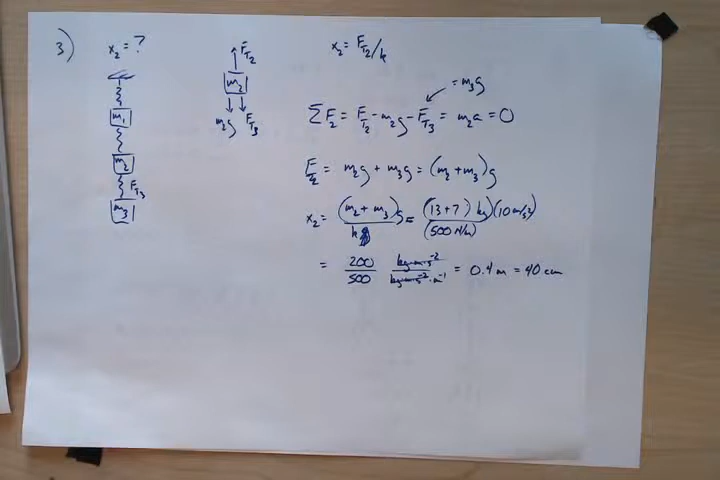 3) x₂ = ?
x₂ = F_T₂/k
F_T₂
m₂
m₂g F_T₃
m₁
m₂
F_T₃
m₃
= m₃g
ΣF₂ = F_T₂ - m₂g - F_T₃ = m₂a = 0
F_T₂ = m₂g + m₃g = (m₂ + m₃)g
x₂ = (m₂ + m₃)g / k = (13 + 7) kg)(10 m/s²) / (500 N/m)
= 200/500 kg·m·s⁻² / kg·m·s⁻²·m⁻¹ = 0.4 m = 40 cm